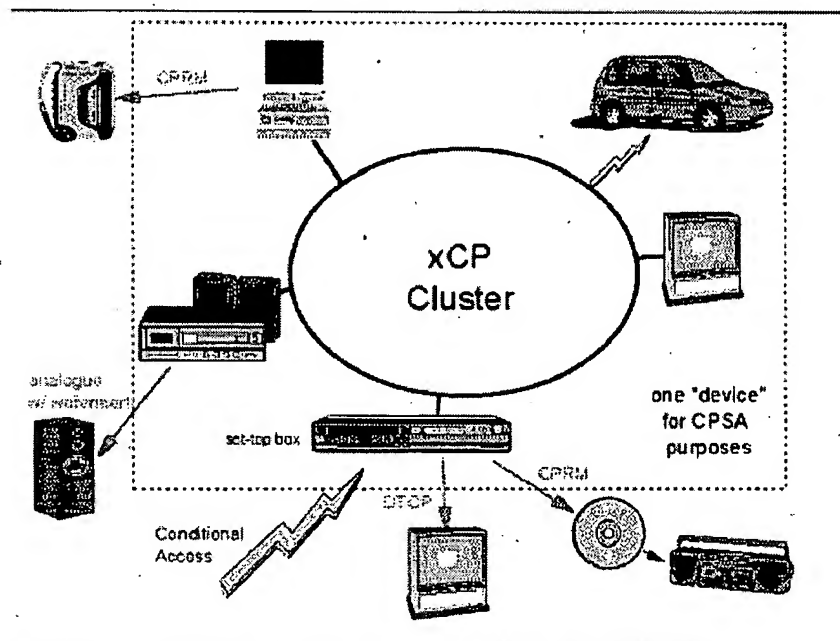 CPRM
xCP
Cluster
analogue
w/ watermark
one "device"
for CPSA
purposes
set-top box
CPRM
DTCP
Conditional
Access